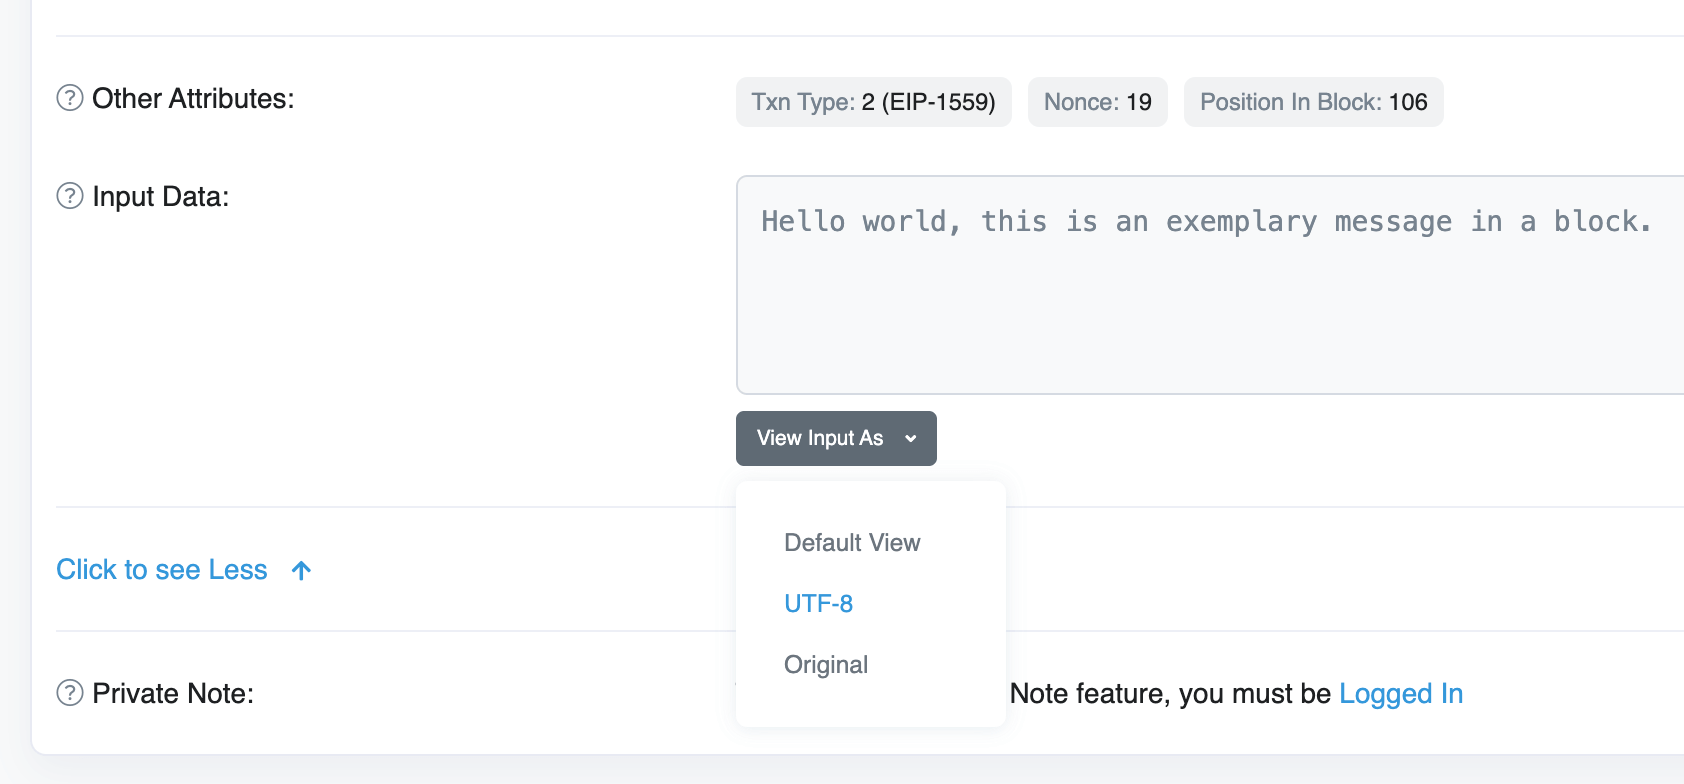 Other Attributes:
Txn Type: 2 (EIP-1559)
Nonce: 19
Position In Block: 106
Input Data:
Hello world, this is an exemplary message in a block.
View Input As
Default View
UTF-8
Original
Click to see Less
Private Note:
Note feature, you must be Logged In